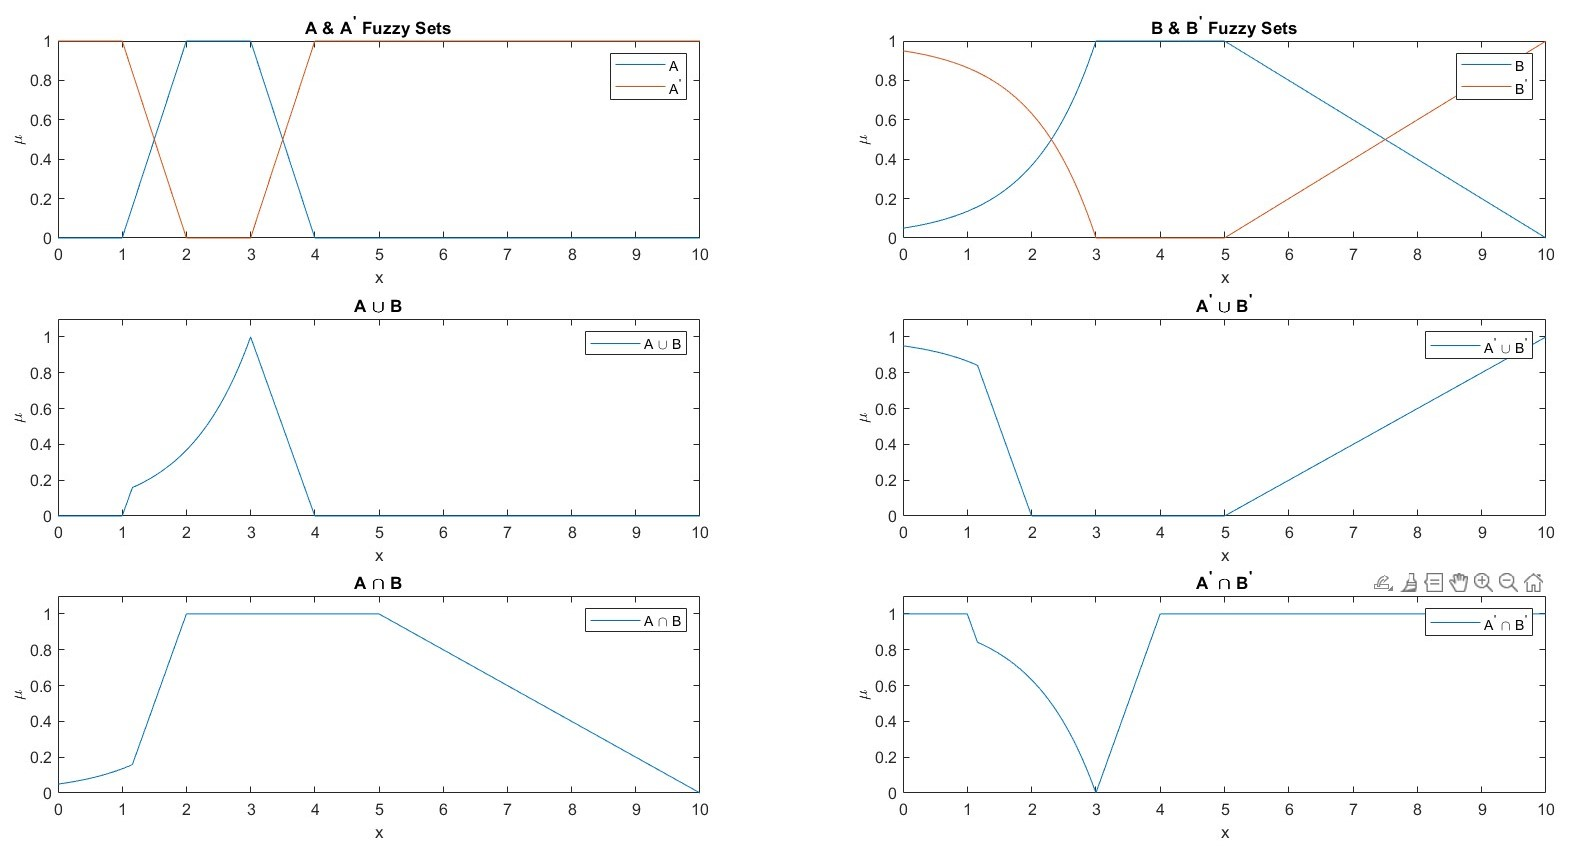 A & A' Fuzzy Sets
1
0.8
0.6
0.4
0.2
0
μ
0 1 2 3 4 5 6 7 8 9 10
x
A
A'
B & B' Fuzzy Sets
1
0.8
0.6
0.4
0.2
0
μ
0 1 2 3 4 5 6 7 8 9 10
x
B
B'
A ∪ B
1
0.8
0.6
0.4
0.2
0
μ
0 1 2 3 4 5 6 7 8 9 10
x
A ∪ B
A' ∪ B'
1
0.8
0.6
0.4
0.2
0
μ
0 1 2 3 4 5 6 7 8 9 10
x
A' ∪ B'
A ∩ B
1
0.8
0.6
0.4
0.2
0
μ
0 1 2 3 4 5 6 7 8 9 10
x
A ∩ B
A' ∩ B'
1
0.8
0.6
0.4
0.2
0
μ
0 1 2 3 4 5 6 7 8 9 10
x
A' ∩ B'